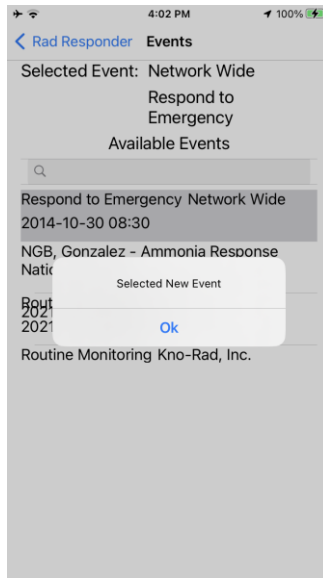 4:02 PM
100%
Rad Responder Events
Selected Event: Network Wide
Respond to
Emergency
Available Events
Respond to Emergency Network Wide
2014-10-30 08:30
NGB, Gonzalez - Ammonia Response
Selected New Event
2021
2021
Ok
Routine Monitoring Kno-Rad, Inc.